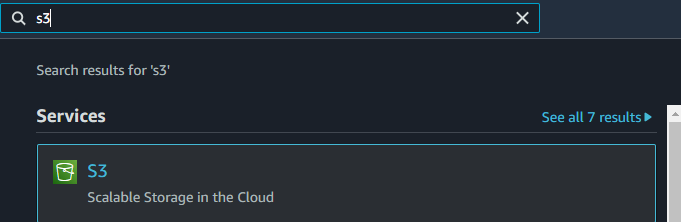 s3
Search results for 's3'
Services
See all 7 results
S3
Scalable Storage in the Cloud